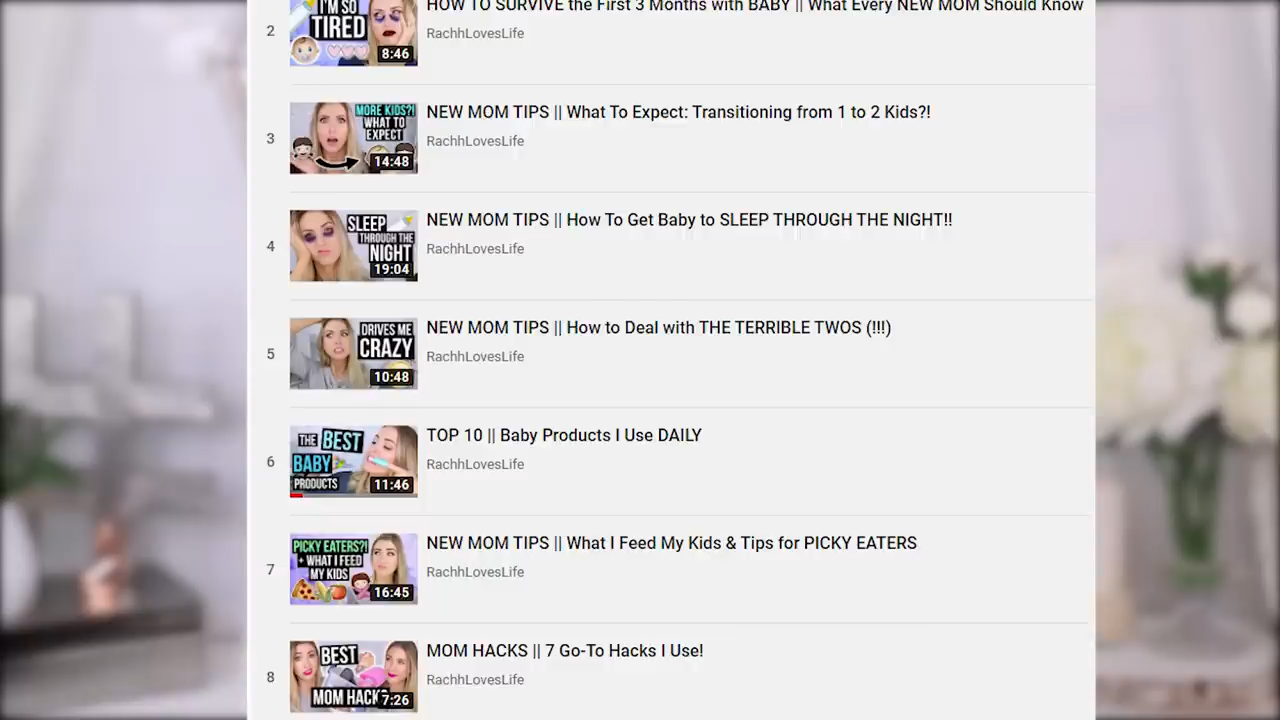 HOW TO SURVIVE the First 3 Months with BABY || What Every NEW MOM Should Know
2
I'M SO
TIRED
8:46
RachhLovesLife
NEW MOM TIPS || What To Expect: Transitioning from 1 to 2 Kids?!
3
MORE KIDS?!
WHAT TO
EXPECT
14:48
RachhLovesLife
NEW MOM TIPS || How To Get Baby to SLEEP THROUGH THE NIGHT!!
4
SLEEP
THROUGH THE
NIGHT
19:04
RachhLovesLife
NEW MOM TIPS || How to Deal with THE TERRIBLE TWOS (!!!)
5
DRIVES ME
CRAZY
10:48
RachhLovesLife
TOP 10 || Baby Products I Use DAILY
6
THE BEST
BABY
PRODUCTS
11:46
RachhLovesLife
NEW MOM TIPS || What I Feed My Kids & Tips for PICKY EATERS
7
PICKY EATERS?!
+ WHAT I FEED
MY KIDS
16:45
RachhLovesLife
MOM HACKS || 7 Go-To Hacks I Use!
8
BEST
MOM HACK
7:26
RachhLovesLife